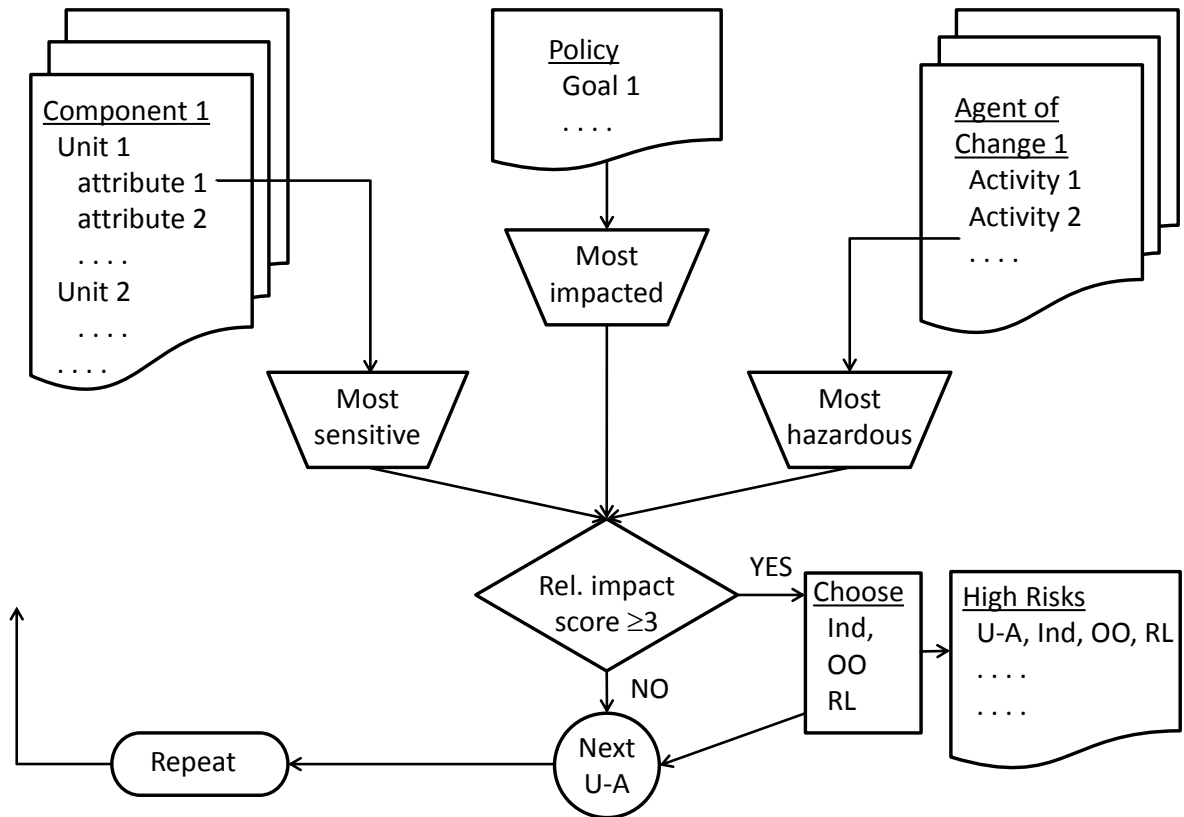 Component 1
Unit 1
attribute 1
attribute 2
. . . .
Unit 2
. . . .
. . . .
Policy
Goal 1
. . . .
Agent of
Change 1
Activity 1
Activity 2
. . . .
Most
impacted
Most
sensitive
Most
hazardous
Rel. impact
score ≥3
YES
NO
Choose
Ind,
OO
RL
High Risks
U-A, Ind, OO, RL
. . . .
. . . .
Next
U-A
Repeat